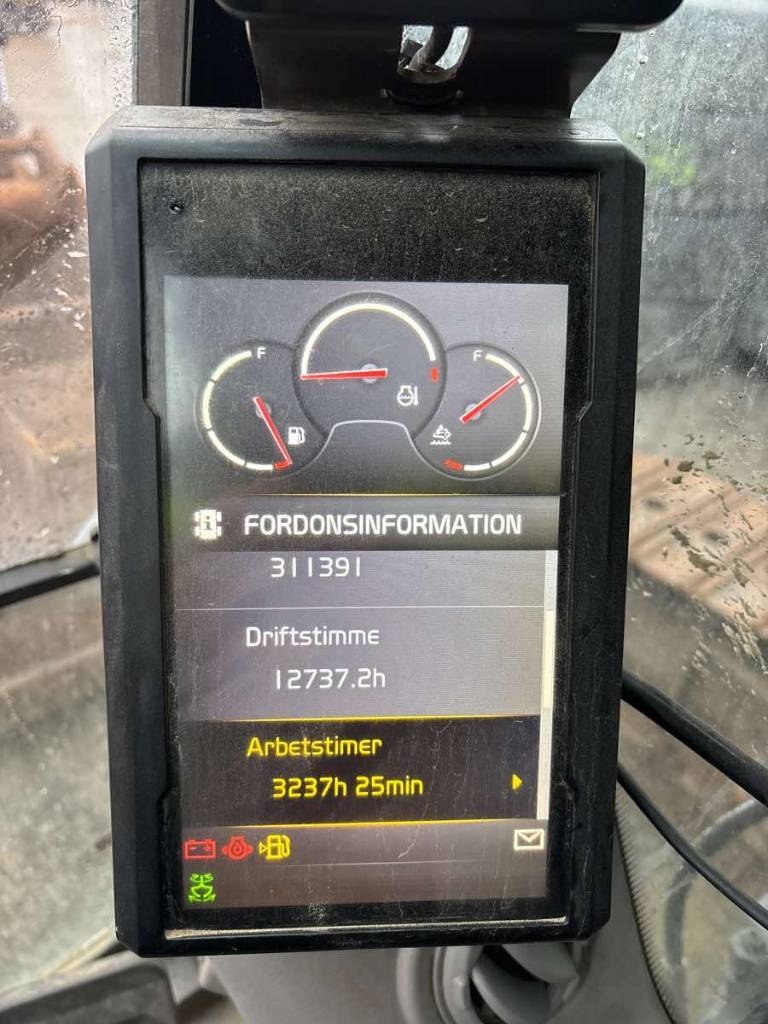 F
F
FORDONSINFORMATION
311391
Driftstimme
12737.2h
Arbetstimer
3237h 25min